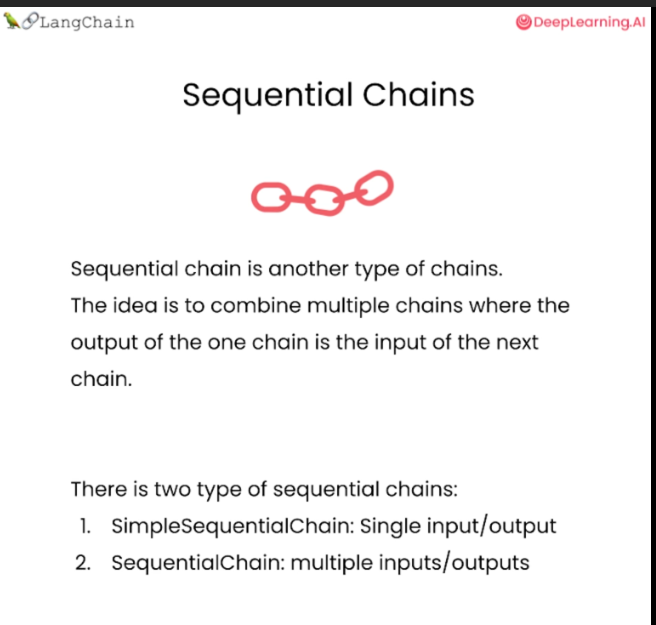 LangChain
DeepLearning.AI
Sequential Chains
Sequential chain is another type of chains.
The idea is to combine multiple chains where the
output of the one chain is the input of the next
chain.
There is two type of sequential chains:
1. SimpleSequentialChain: Single input/output
2. SequentialChain: multiple inputs/outputs